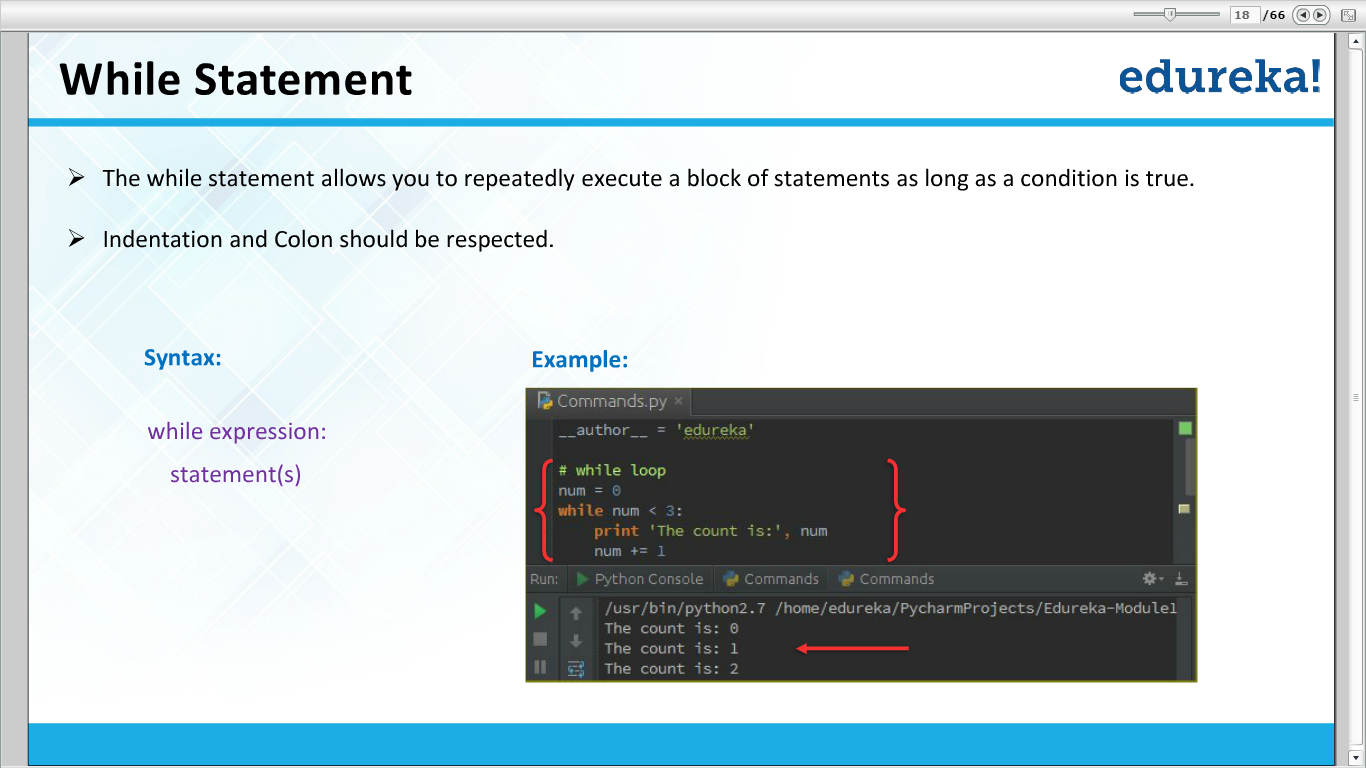 18 /66
While Statement
edureka!
The while statement allows you to repeatedly execute a block of statements as long as a condition is true.
Indentation and Colon should be respected.
Syntax:
while expression:
statement(s)
Example:
Commands.py
__author__ = 'edureka'
# while loop
num = 0
while num < 3:
print 'The count is:', num
num += 1
Run: Python Console Commands Commands
/usr/bin/python2.7 /home/edureka/PycharmProjects/Edureka-Module1
The count is: 0
The count is: 1
The count is: 2